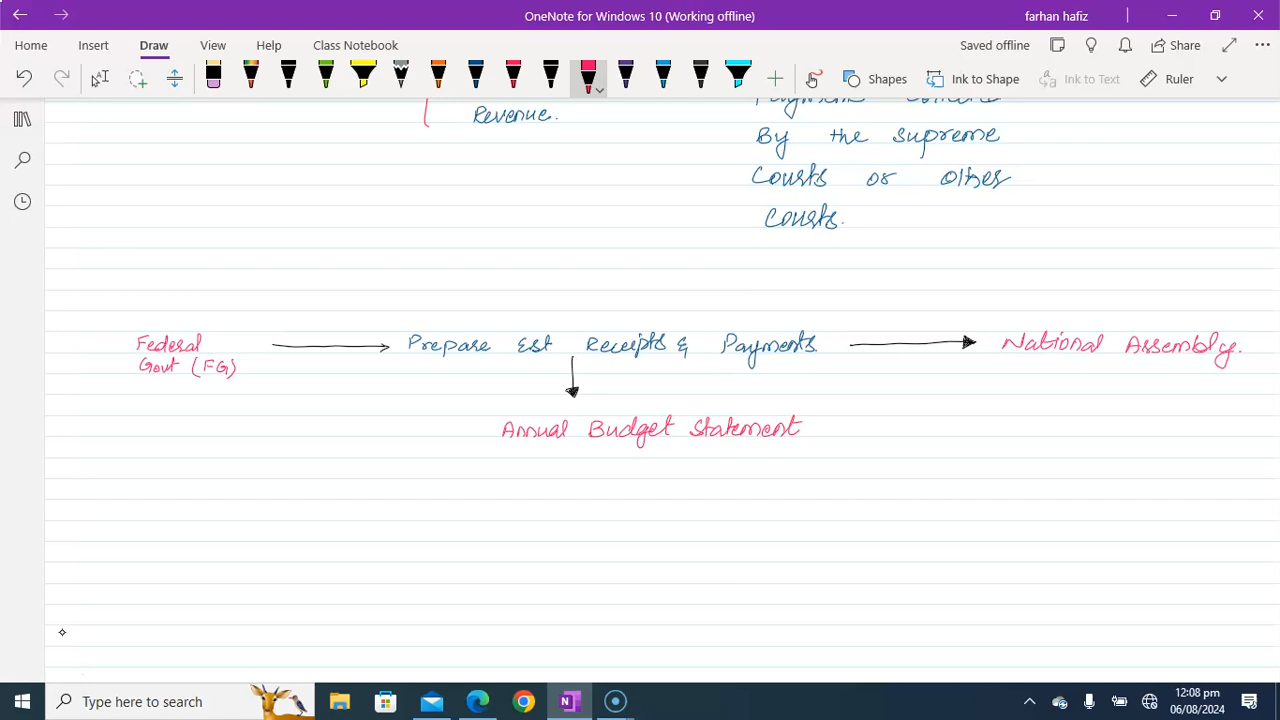 OneNote for Windows 10 (Working offline)
farhan hafiz
Home Insert Draw View Help Class Notebook
Saved offline
Share
Shapes
Ink to Shape
Ink to Text
Ruler
Revenue.
Payments
By the Supreme
Courts or Other
Courts.
Federal
Govt (FG)
Prepare Est Receipts & Payments
National Assembly.
Annual Budget Statement
Type here to search
12:08 pm
06/08/2024